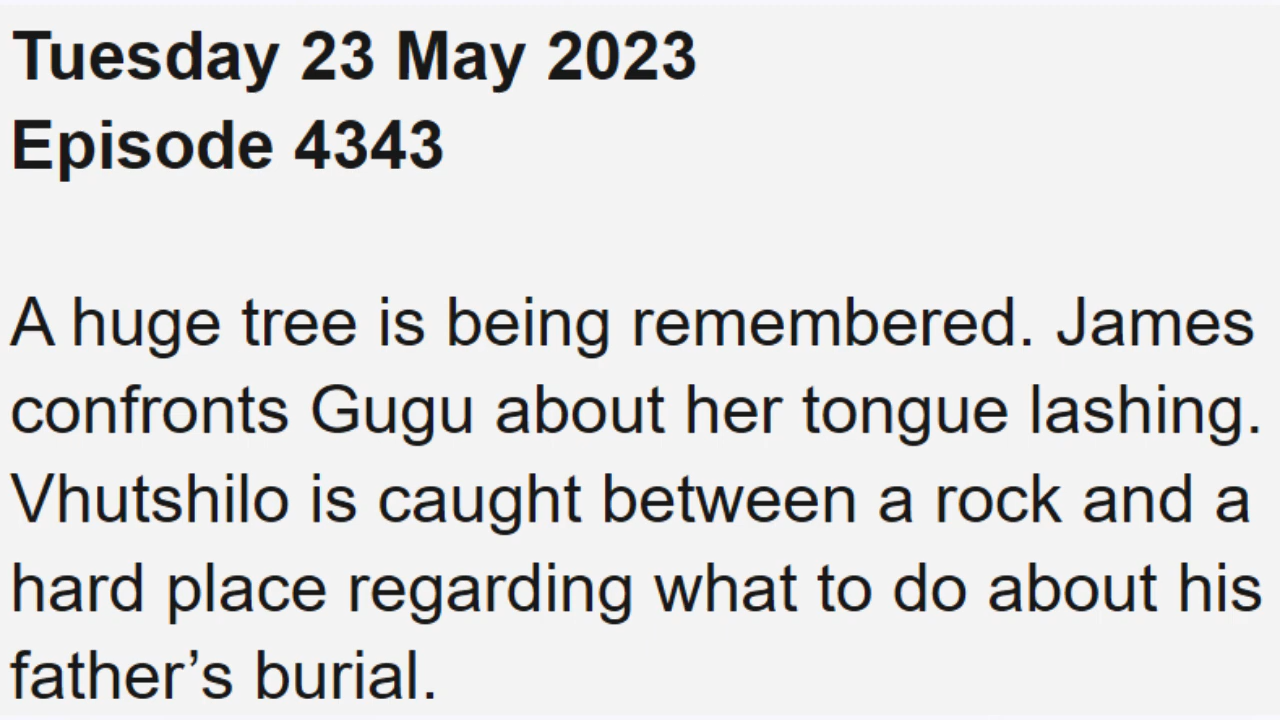 Tuesday 23 May 2023
Episode 4343
A huge tree is being remembered. James
confronts Gugu about her tongue lashing.
Vhutshilo is caught between a rock and a
hard place regarding what to do about his
father’s burial.